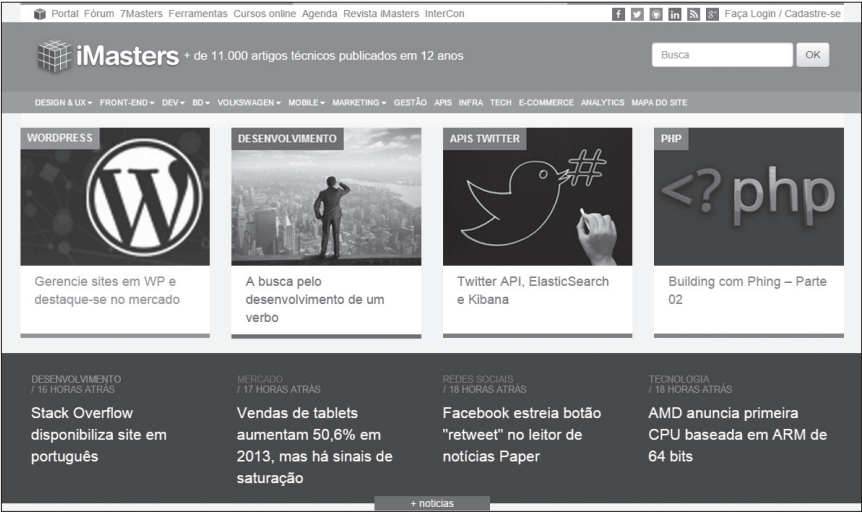 Portal Fórum 7Masters Ferramentas Cursos online Agenda Revista iMasters InterCon
Faça Login / Cadastre-se
iMasters + de 11.000 artigos técnicos publicados em 12 anos
Busca
OK
DESIGN & UX FRONT-END DEV BD VOLKSWAGEN MOBILE MARKETING GESTÃO APIS INFRA TECH E-COMMERCE ANALYTICS MAPA DO SITE
WORDPRESS
W
Gerencie sites em WP e
destaque-se no mercado
DESENVOLVIMENTO
A busca pelo
desenvolvimento de um
verbo
APIS TWITTER
#
Twitter API, ElasticSearch
e Kibana
PHP
<? php
Building com Phing – Parte
02
DESENVOLVIMENTO
/ 16 HORAS ATRÁS
Stack Overflow
disponibiliza site em
português
MERCADO
/ 17 HORAS ATRÁS
Vendas de tablets
aumentam 50,6% em
2013, mas há sinais de
saturação
REDES SOCIAIS
/ 18 HORAS ATRÁS
Facebook estreia botão
"retweet" no leitor de
notícias Paper
TECNOLOGIA
/ 18 HORAS ATRÁS
AMD anuncia primeira
CPU baseada em ARM de
64 bits
+ noticias